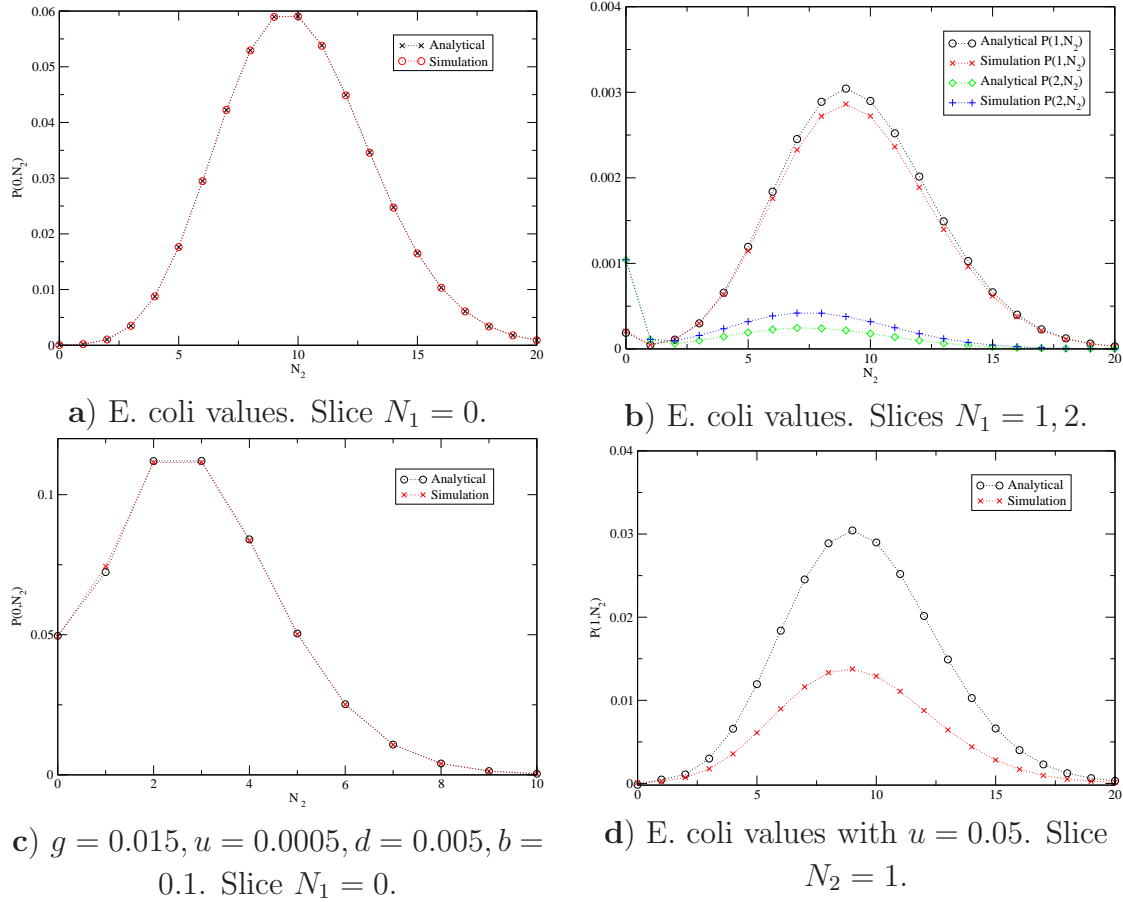 0.06
0.05
0.04
0.03
0.02
0.01
0
P(0,N₂)
Analytical
Simulation
0 5 10 15 20
N₂
a) E. coli values. Slice N₁ = 0.
0.004
0.003
0.002
0.001
0
Analytical P(1,N₂)
Simulation P(1,N₂)
Analytical P(2,N₂)
Simulation P(2,N₂)
0 5 10 15 20
N₂
b) E. coli values. Slices N₁ = 1, 2.
0.1
0.05
0
P(0,N₂)
Analytical
Simulation
0 2 4 6 8 10
N₂
c) g = 0.015, u = 0.0005, d = 0.005, b =
0.1. Slice N₁ = 0.
0.04
0.03
0.02
0.01
0
P(1,N₂)
Analytical
Simulation
0 5 10 15 20
d) E. coli values with u = 0.05. Slice
N₂ = 1.